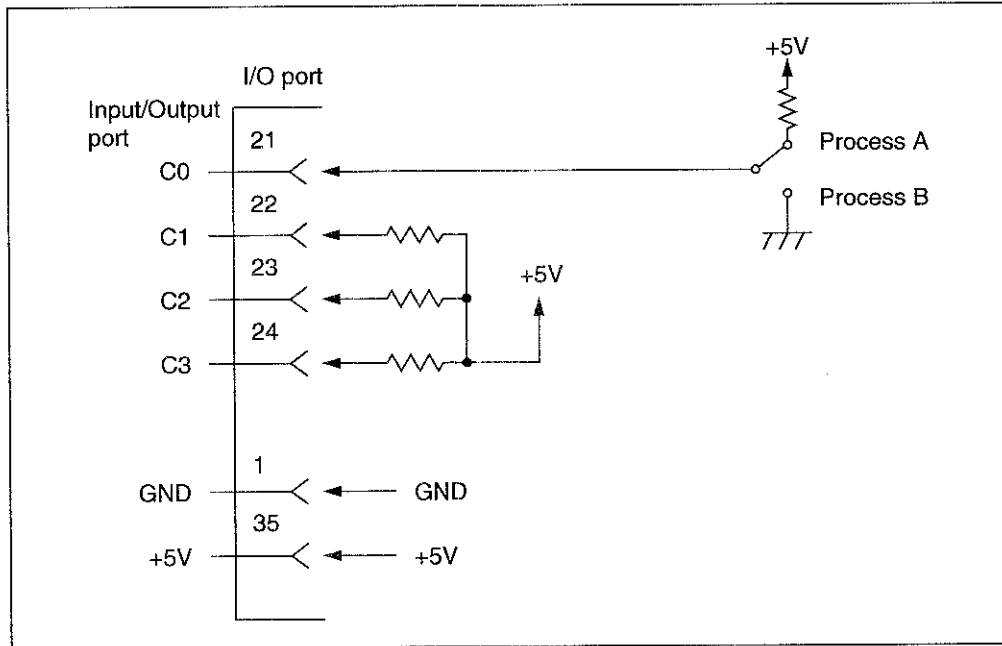 +5V
I/O port
Input/Output
port
21
Process A
C0
Process B
22
C1
23
+5V
C2
24
C3
1
GND
GND
35
+5V
+5V